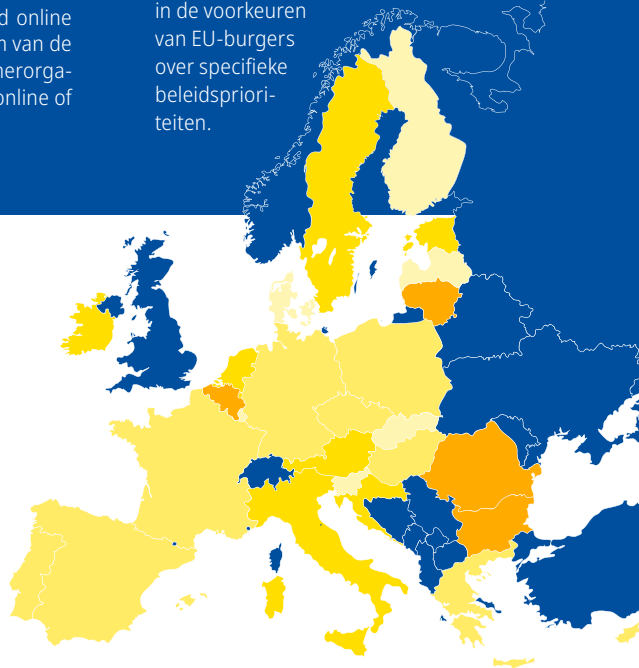 d online
n van de
nerorga-
online of
in de voorkeuren
van EU-burgers
over specifieke
beleidspriori-
teiten.